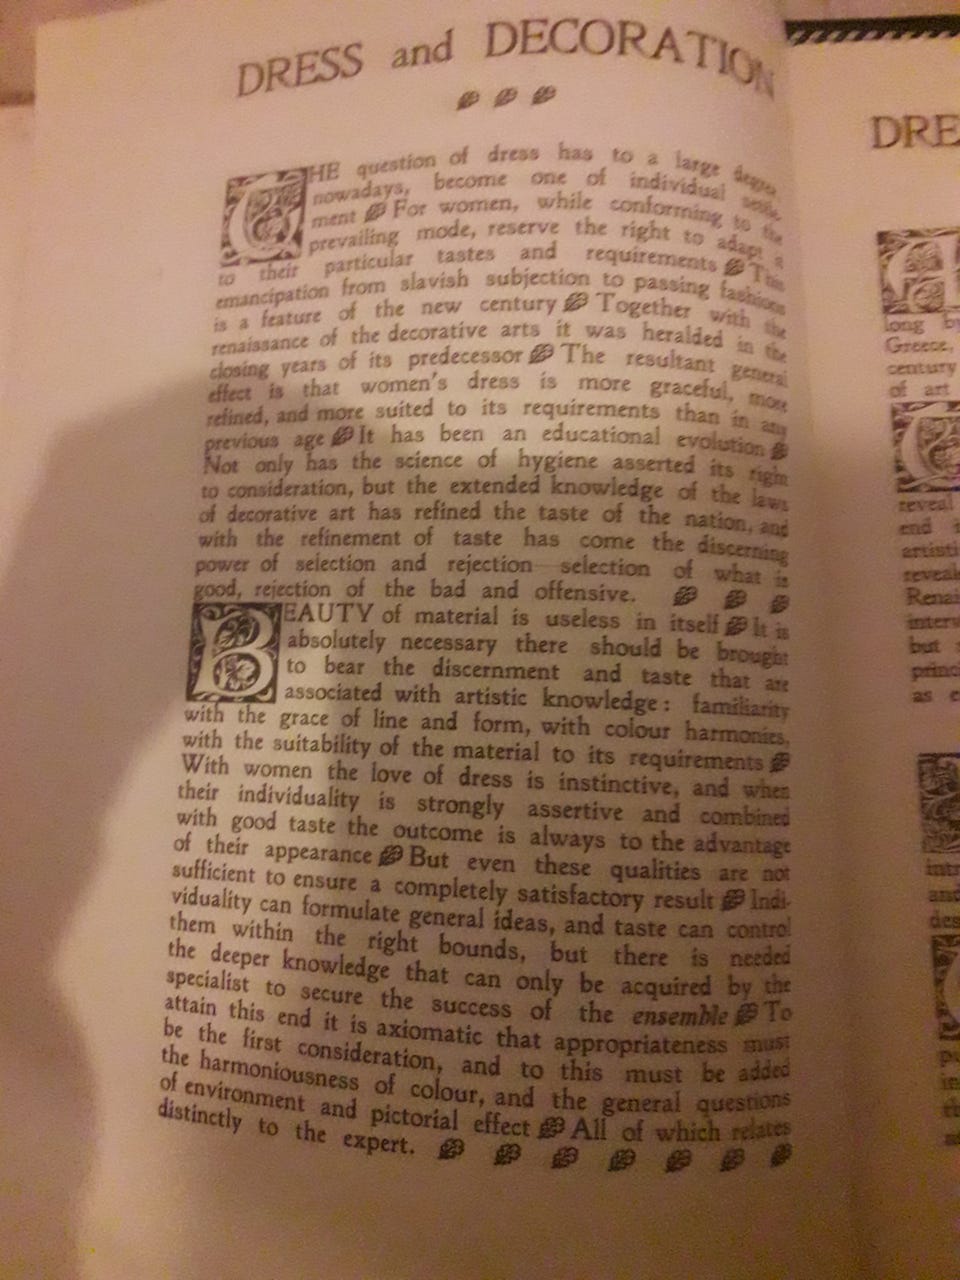 DRESS and DECORATION
THE question of dress has to a large degree
nowadays, become one of individual
ment For women, while conforming to the
prevailing mode, reserve the right to adapt it
to their particular tastes and requirements This
emancipation from slavish subjection to passing fashions
is a feature of the new century Together with the
renaissance of the decorative arts it was heralded in the
closing years of its predecessor The resultant general
effect is that women's dress is more graceful, more
refined, and more suited to its requirements than in any
previous age It has been an educational evolution
Not only has the science of hygiene asserted its right
to consideration, but the extended knowledge of the laws
of decorative art has refined the taste of the nation, and
with the refinement of taste has come the discerning
power of selection and rejection—selection of what is
good, rejection of the bad and offensive.
BEAUTY of material is useless in itself It is
absolutely necessary there should be brought
to bear the discernment and taste that are
associated with artistic knowledge: familiarity
with the grace of line and form, with colour harmonies,
with the suitability of the material to its requirements
With women the love of dress is instinctive, and when
their individuality is strongly assertive and combined
with good taste the outcome is always to the advantage
of their appearance But even these qualities are not
sufficient to ensure a completely satisfactory result Indi-
viduality can formulate general ideas, and taste can control
them within the right bounds, but there is needed
the deeper knowledge that can only be acquired by the
specialist to secure the success of the ensemble To
attain this end it is axiomatic that appropriateness must
be the first consideration, and to this must be added
the harmoniousness of colour, and the general questions
of environment and pictorial effect All of which relates
distinctly to the expert.
DRE
long by
Greece,
century
of art
reveal
end
artisti
reveal
Renai
interv
but
princi
as e
intr
and
des